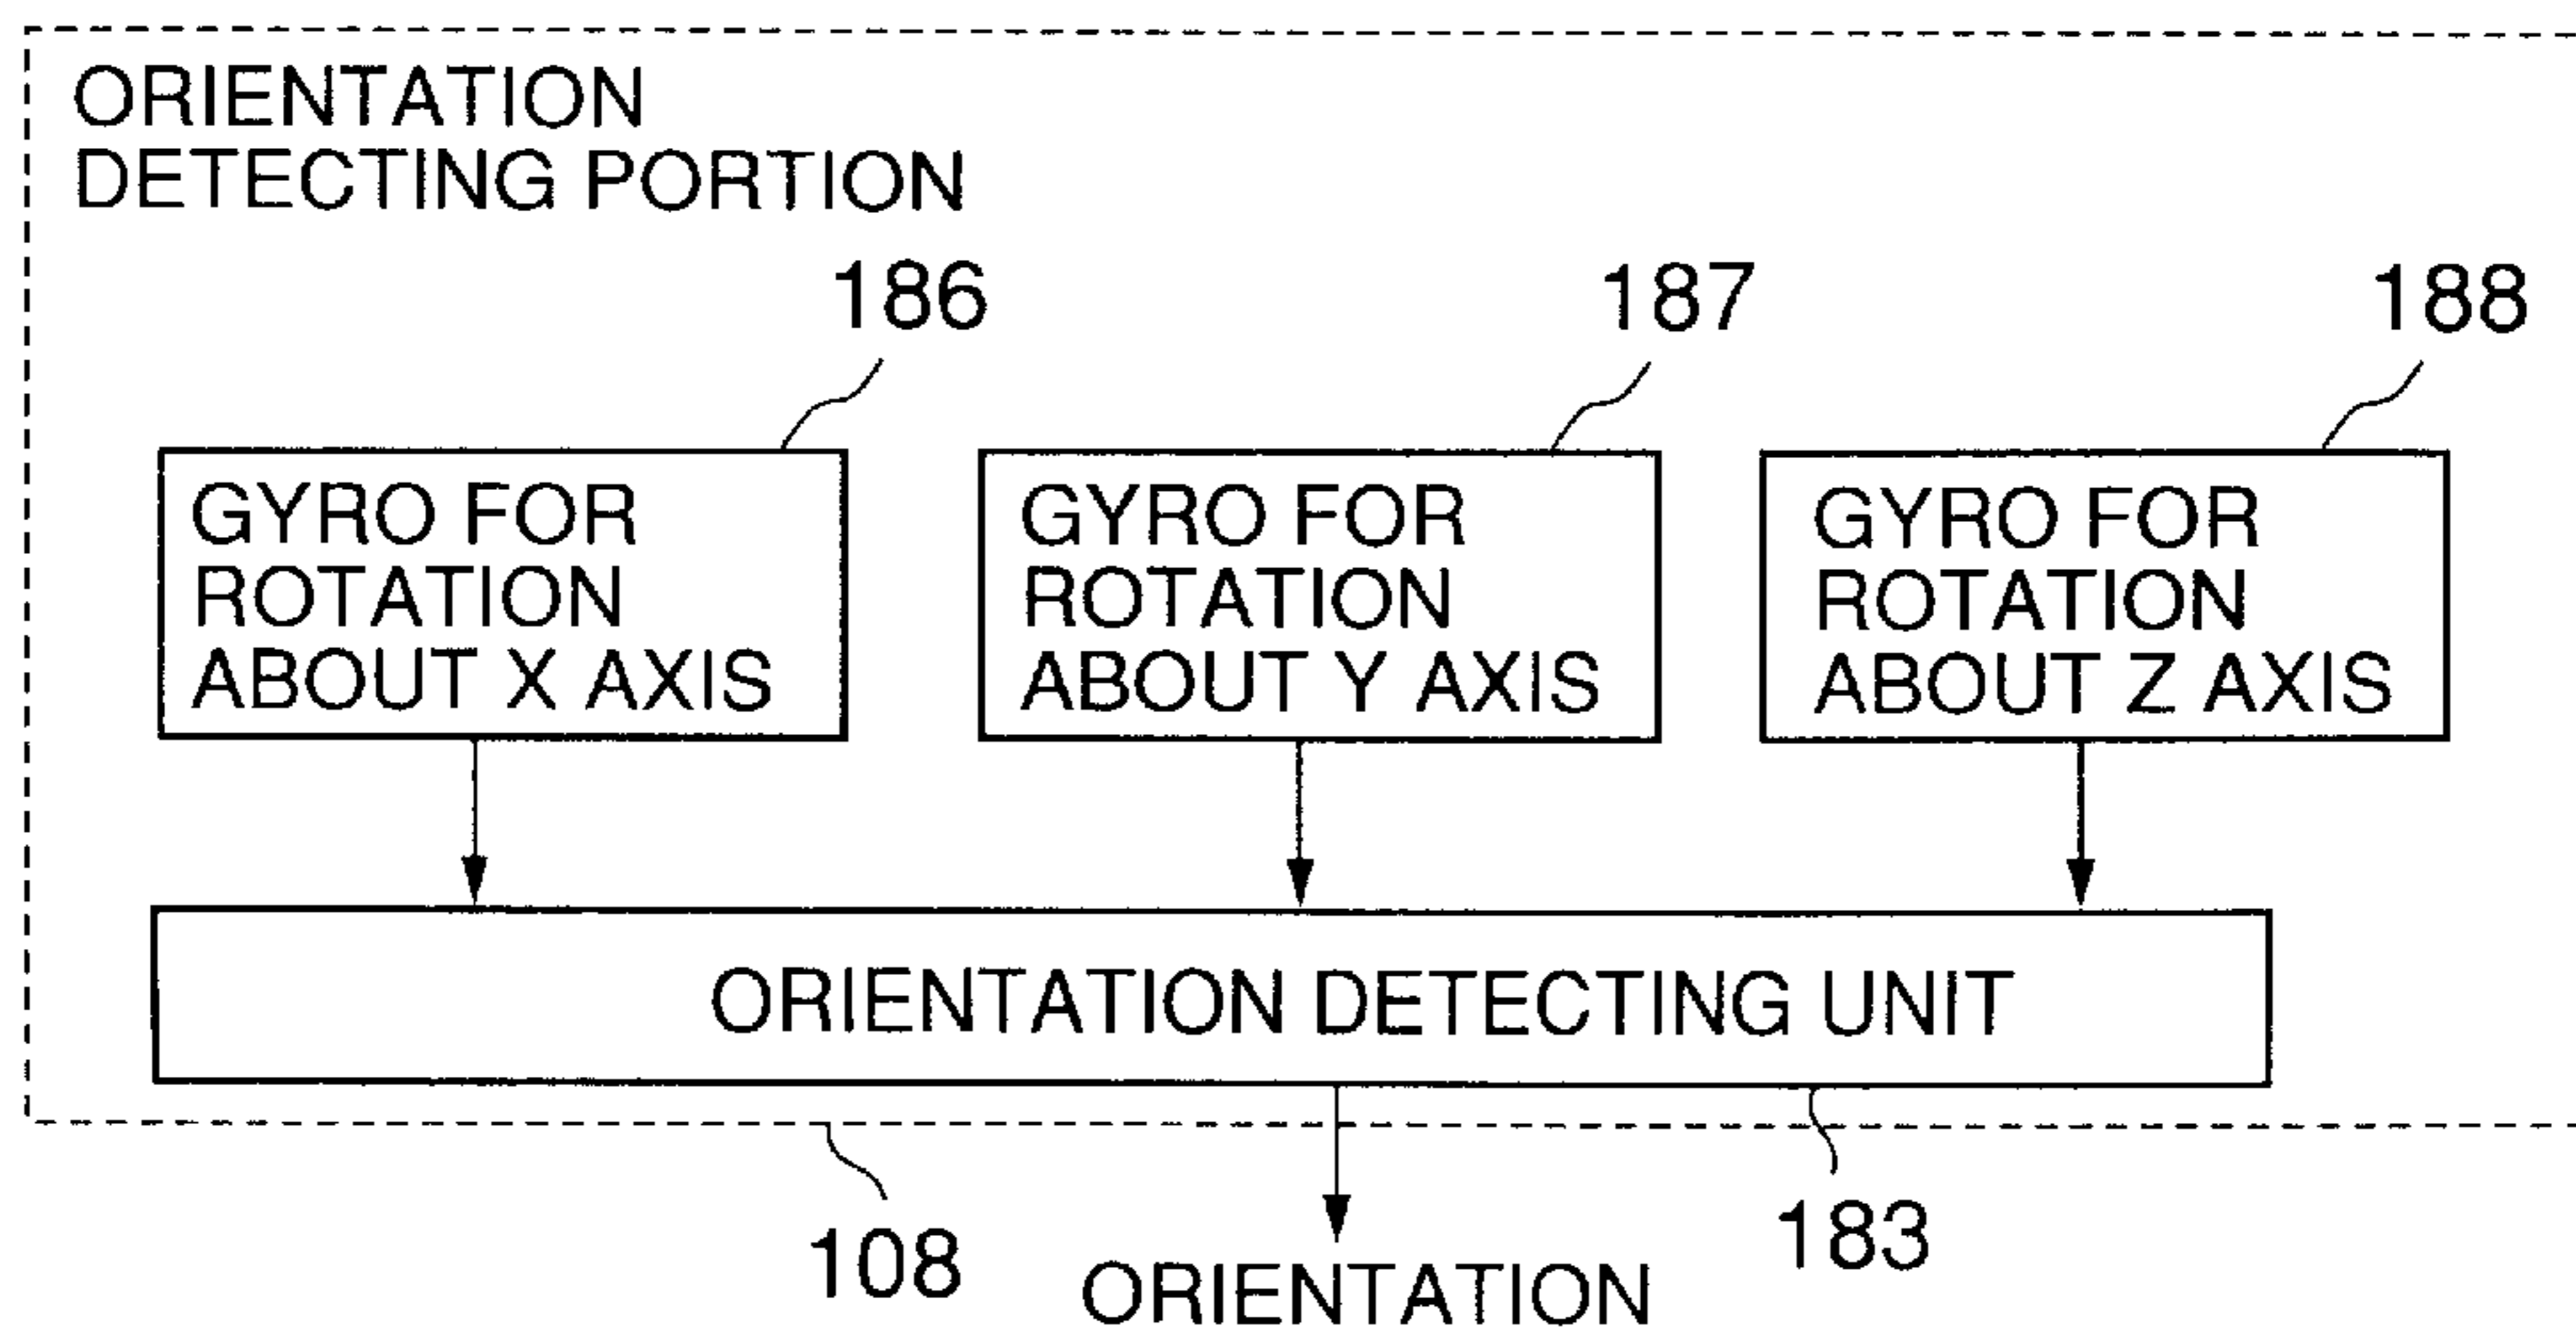 ORIENTATION
DETECTING PORTION
186
187
188
GYRO FOR
ROTATION
ABOUT X AXIS
GYRO FOR
ROTATION
ABOUT Y AXIS
GYRO FOR
ROTATION
ABOUT Z AXIS
ORIENTATION DETECTING UNIT
108
183
ORIENTATION